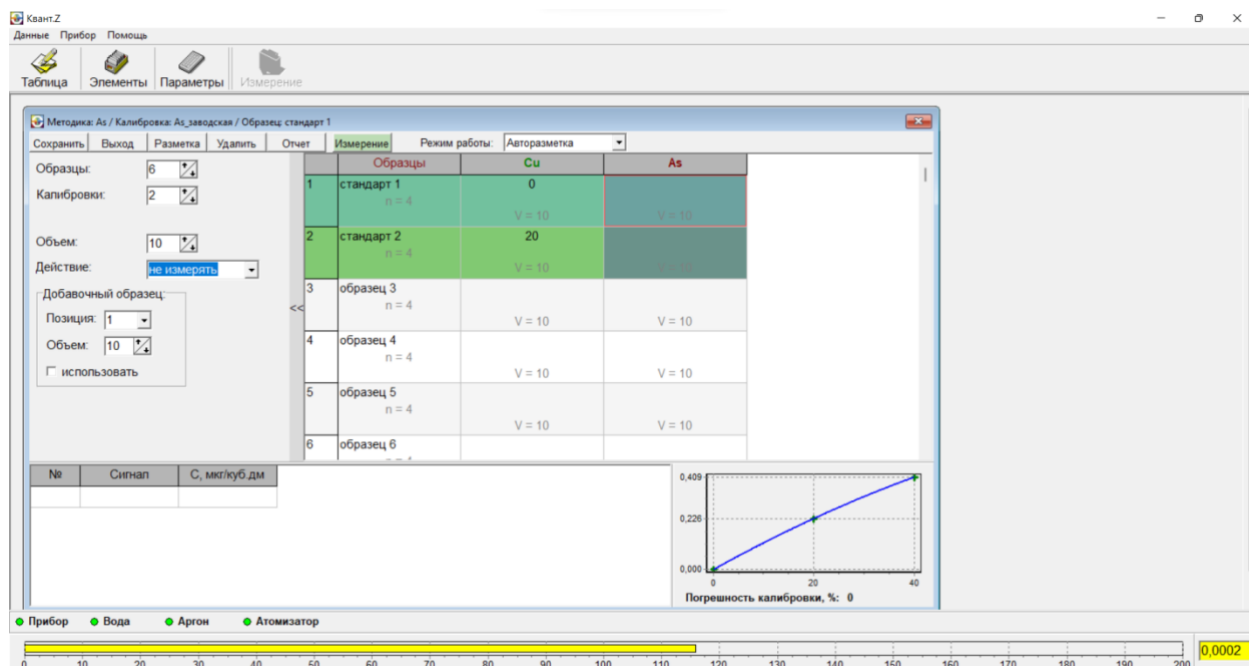 Квант.Z
Данные Прибор Помощь
Таблица Элементы Параметры Измерение
Методика: As / Калибровка: As_заводская / Образец: стандарт 1
Сохранить Выход Разметка Удалить Отчет Измерение Режим работы: Авторазметка
Образцы: 6
Калибровки: 2
Объем: 10
Действие: не измерять
Добавочный образец:
Позиция: 1
Объем: 10
использовать
<<
Образцы Cu As
1 стандарт 1 0
n = 4
V = 10 V = 10
2 стандарт 2 20
n = 4
V = 10 V = 10
3 образец 3
n = 4
V = 10 V = 10
4 образец 4
n = 4
V = 10 V = 10
5 образец 5
n = 4
V = 10 V = 10
6 образец 6
№ Сигнал С, мкг/куб.дм
0,409
0,226
0,000
0 20 40
Погрешность калибровки, %: 0
Прибор Вода Аргон Атомизатор
0,0002
0 10 20 30 40 50 60 70 80 90 100 110 120 130 140 150 160 170 180 190 200